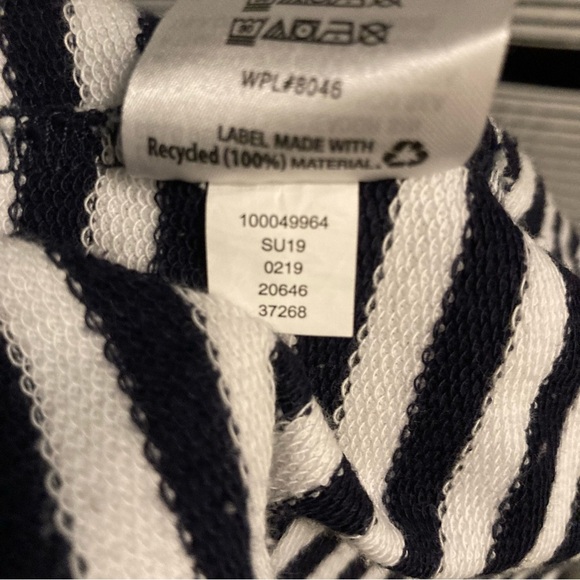 WPL#8046
LABEL MADE WITH
Recycled (100%) MATERIAL.
100049964
SU19
0219
20646
37268